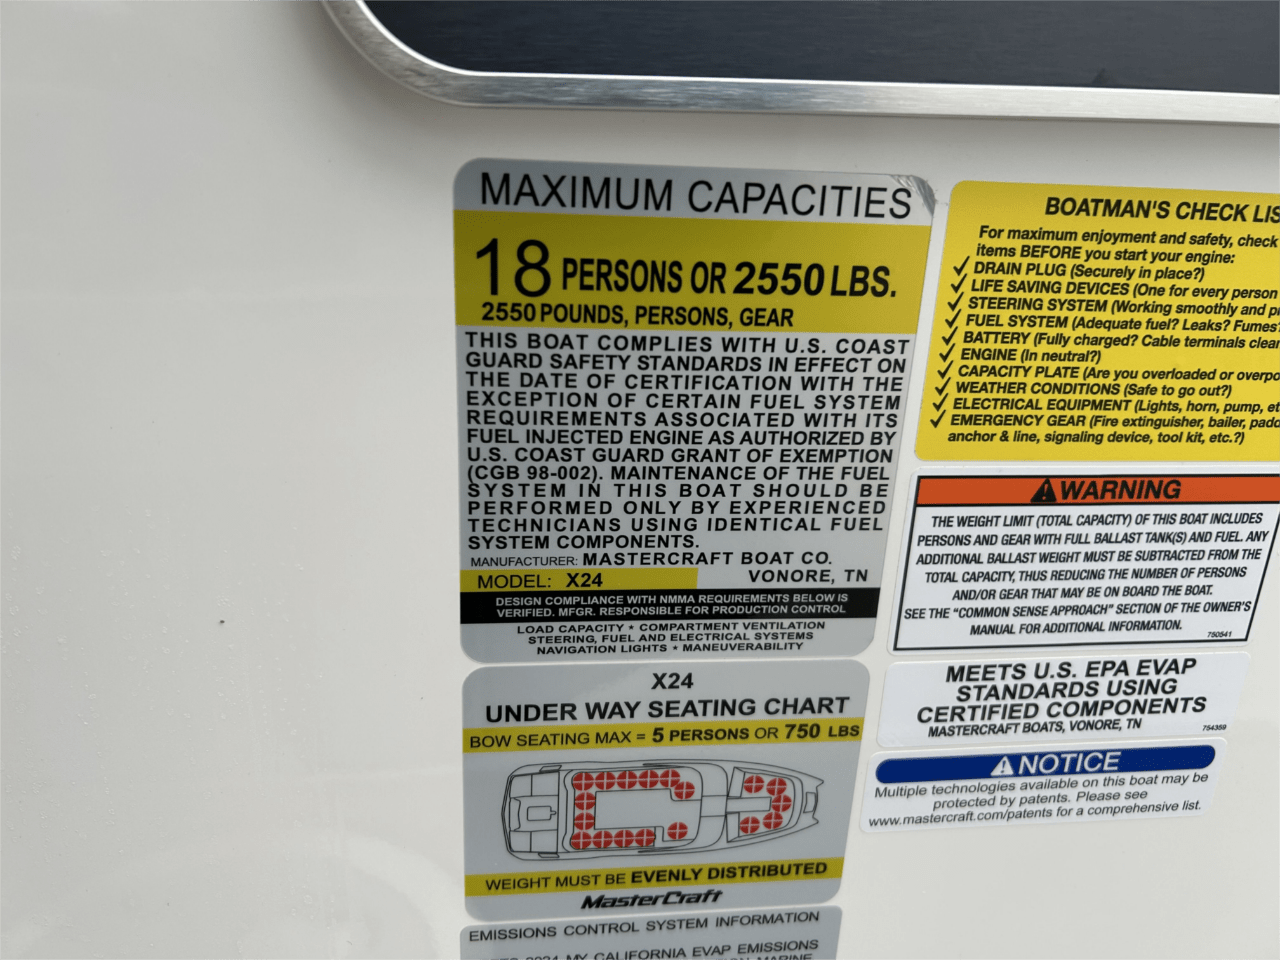 MAXIMUM CAPACITIES
18 PERSONS OR 2550 LBS.
2550 POUNDS, PERSONS, GEAR
THIS BOAT COMPLIES WITH U.S. COAST
GUARD SAFETY STANDARDS IN EFFECT ON
THE DATE OF CERTIFICATION WITH THE
EXCEPTION OF CERTAIN FUEL SYSTEM
REQUIREMENTS ASSOCIATED WITH ITS
FUEL INJECTED ENGINE AS AUTHORIZED BY
U.S. COAST GUARD GRANT OF EXEMPTION
(CGB 98-002). MAINTENANCE OF THE FUEL
SYSTEM IN THIS BOAT SHOULD BE
PERFORMED ONLY BY EXPERIENCED
TECHNICIANS USING IDENTICAL FUEL
SYSTEM COMPONENTS.
MANUFACTURER: MASTERCRAFT BOAT CO.
MODEL: X24 VONORE, TN
DESIGN COMPLIANCE WITH NMMA REQUIREMENTS BELOW IS
VERIFIED. MFGR. RESPONSIBLE FOR PRODUCTION CONTROL
LOAD CAPACITY * COMPARTMENT VENTILATION
STEERING, FUEL AND ELECTRICAL SYSTEMS
NAVIGATION LIGHTS * MANEUVERABILITY
X24
UNDER WAY SEATING CHART
BOW SEATING MAX = 5 PERSONS OR 750 LBS
WEIGHT MUST BE EVENLY DISTRIBUTED
MasterCraft
EMISSIONS CONTROL SYSTEM INFORMATION
2024 MY CALIFORNIA EVAP EMISSIONS
MARINE
BOATMAN'S CHECK LIS
For maximum enjoyment and safety, check
items BEFORE you start your engine:
✓ DRAIN PLUG (Securely in place?)
✓ LIFE SAVING DEVICES (One for every person
✓ STEERING SYSTEM (Working smoothly and pr
✓ FUEL SYSTEM (Adequate fuel? Leaks? Fumes?
✓ BATTERY (Fully charged? Cable terminals clean
✓ ENGINE (In neutral?)
✓ CAPACITY PLATE (Are you overloaded or overpo
✓ WEATHER CONDITIONS (Safe to go out?)
✓ ELECTRICAL EQUIPMENT (Lights, horn, pump, et
✓ EMERGENCY GEAR (Fire extinguisher, bailer, padd
anchor & line, signaling device, tool kit, etc.?)
WARNING
THE WEIGHT LIMIT (TOTAL CAPACITY) OF THIS BOAT INCLUDES
PERSONS AND GEAR WITH FULL BALLAST TANK(S) AND FUEL. ANY
ADDITIONAL BALLAST WEIGHT MUST BE SUBTRACTED FROM THE
TOTAL CAPACITY, THUS REDUCING THE NUMBER OF PERSONS
AND/OR GEAR THAT MAY BE ON BOARD THE BOAT.
SEE THE "COMMON SENSE APPROACH" SECTION OF THE OWNER'S
MANUAL FOR ADDITIONAL INFORMATION.
750541
MEETS U.S. EPA EVAP
STANDARDS USING
CERTIFIED COMPONENTS
MASTERCRAFT BOATS, VONORE, TN
754359
NOTICE
Multiple technologies available on this boat may be
protected by patents. Please see
www.mastercraft.com/patents for a comprehensive list.